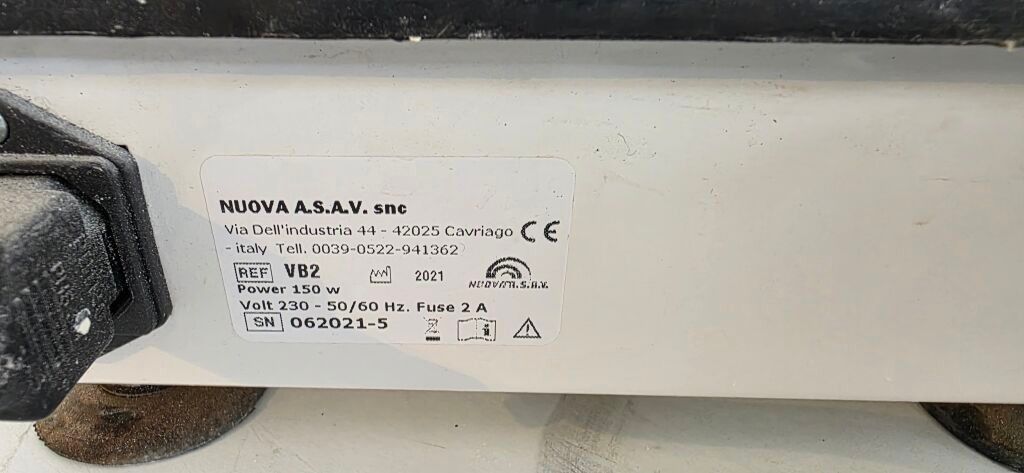 NUOVA A.S.A.V. snc
Via Dell'industria 44 - 42025 Cavriago CE
- italy Tell. 0039-0522-941362
REF VB2 2021
NUOVA A.S.A.V.
Power 150 w
Volt 230 - 50/60 Hz. Fuse 2 A
SN 062021-5